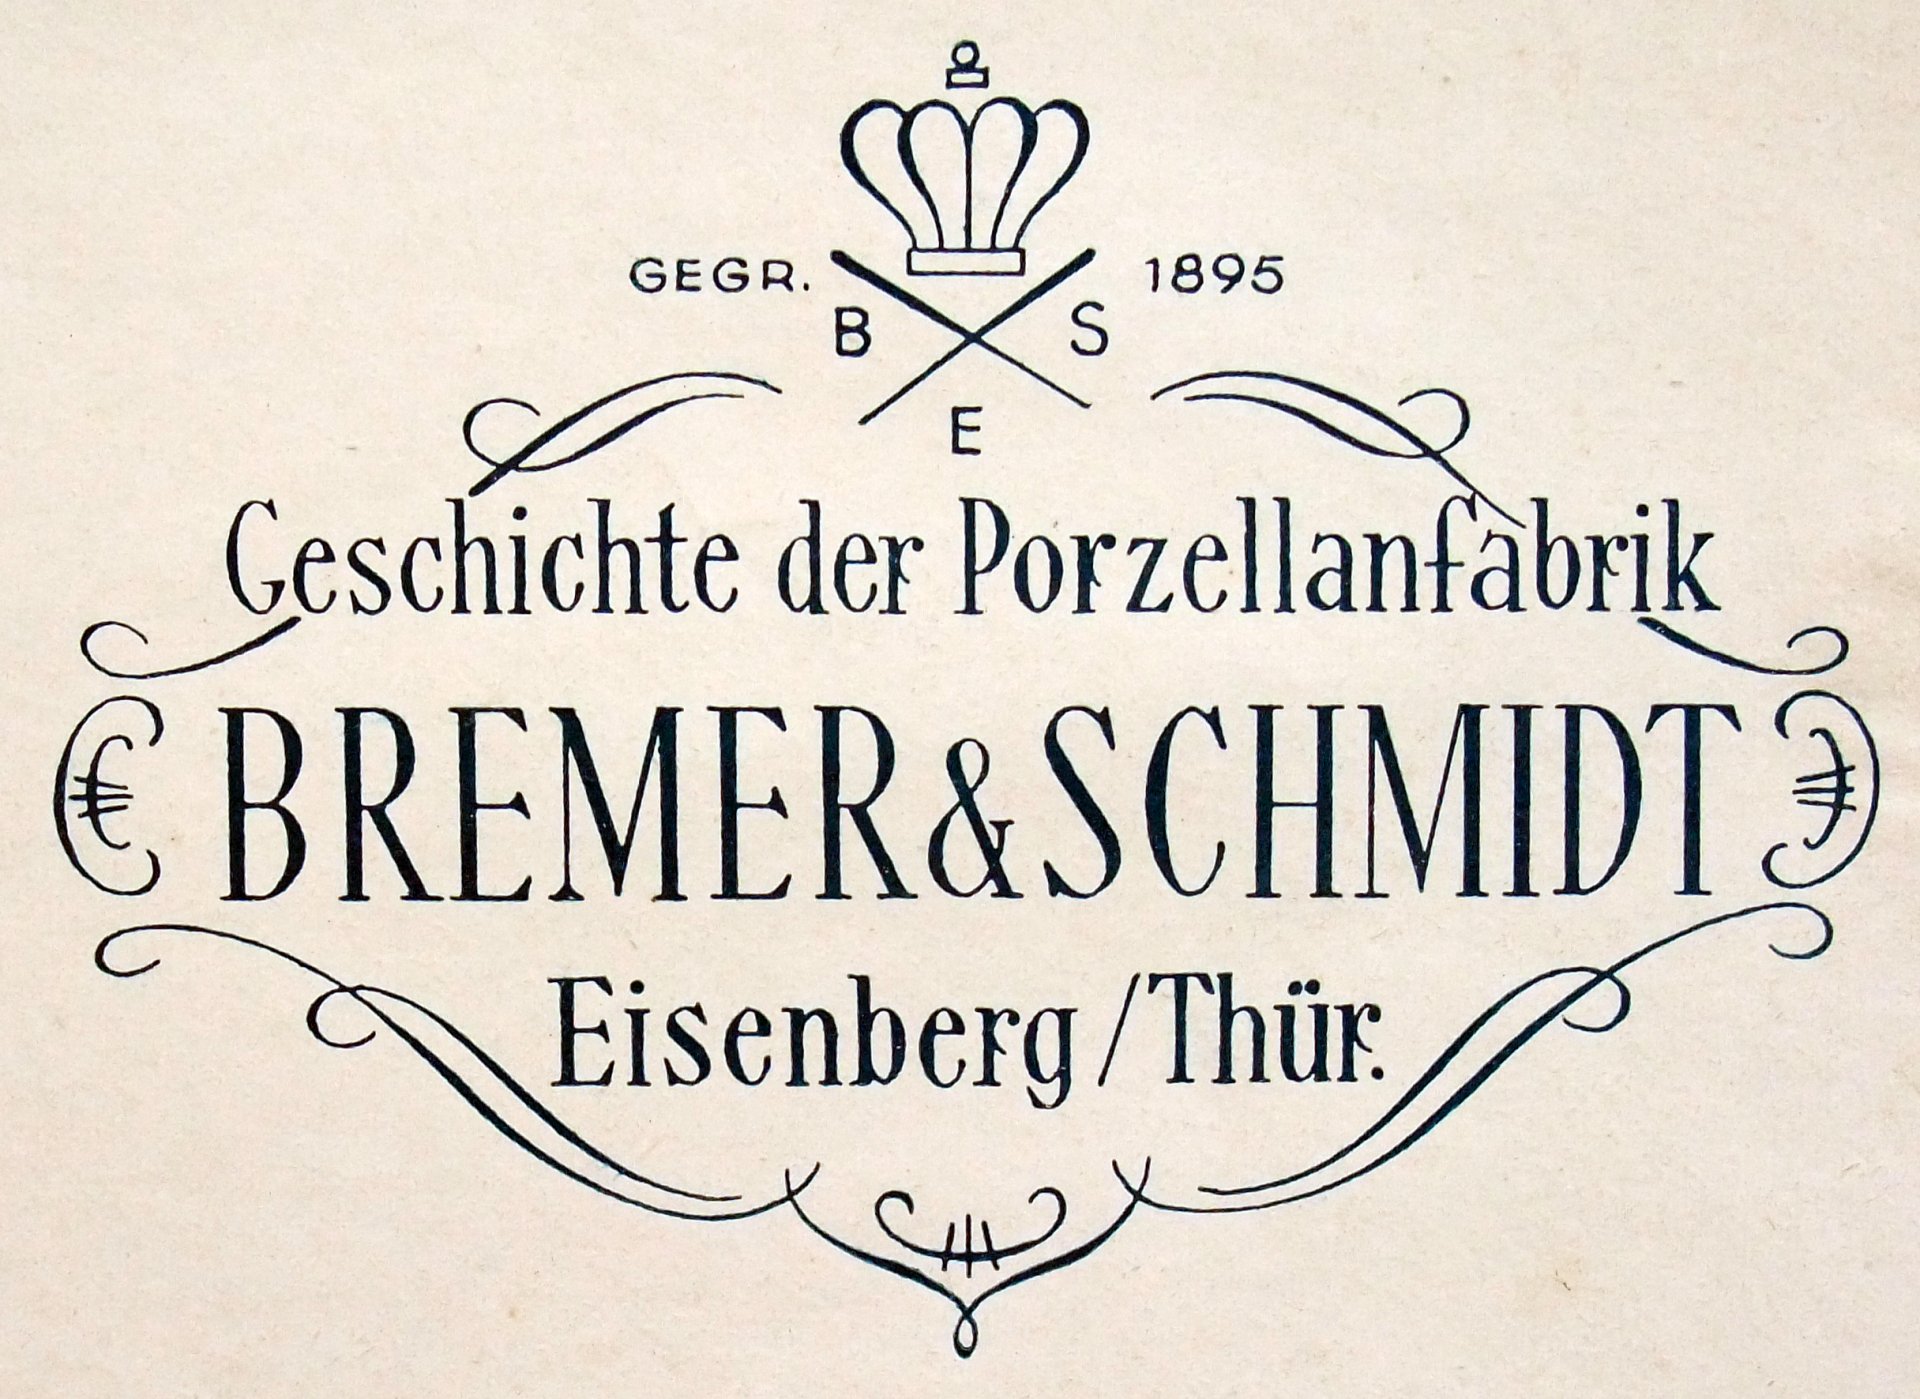 GEGR. 1895
B S
E
Geschichte der Porzellanfabrik
BREMER & SCHMIDT
Eisenberg/Thür.